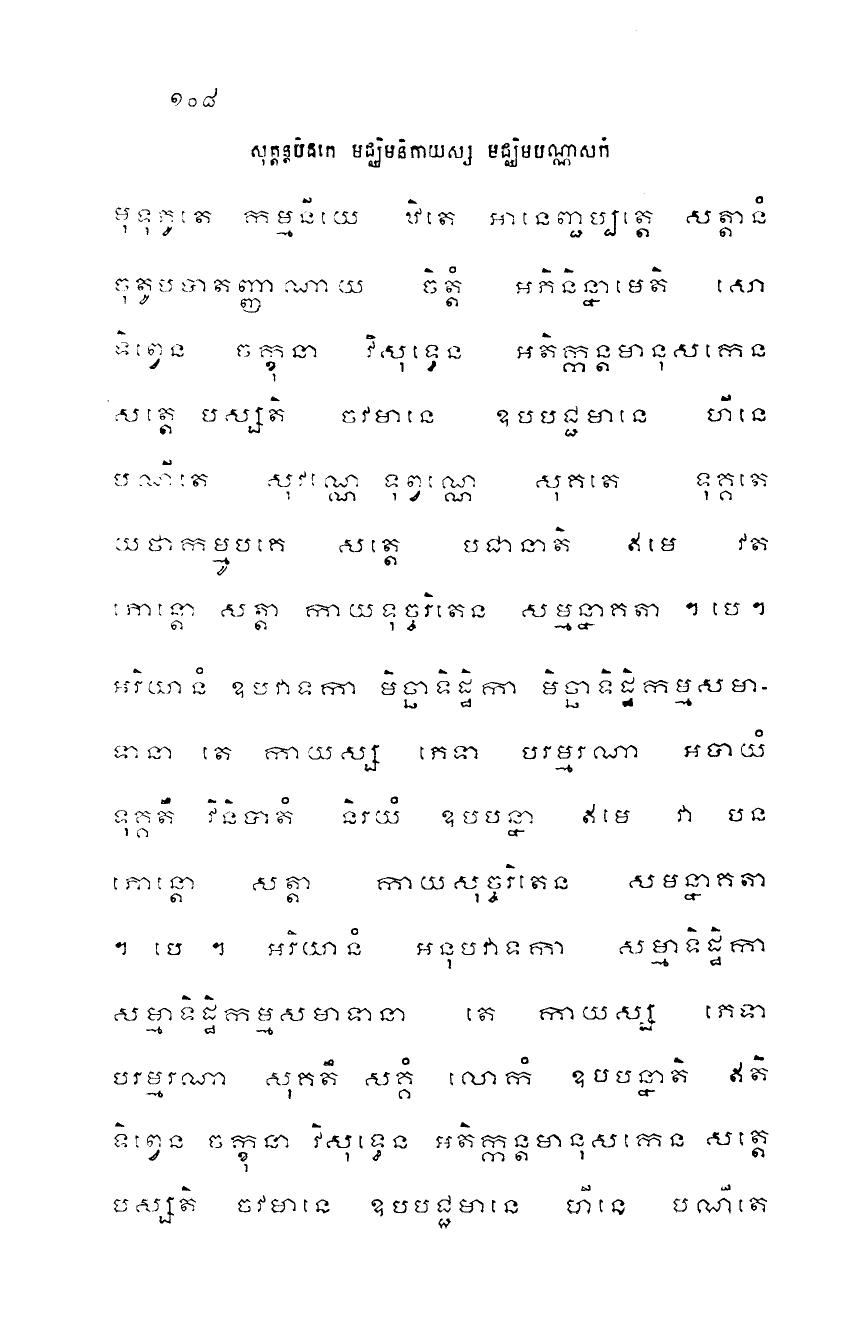 ១០៨
សុត្តន្តបិដកេ មជ្ឈិមនិកាយស្ស មជ្ឈិមបណ្ណាសកំ
មុទុភូតេ កម្មនីយេ ឋិតេ អានេញ្ជប្បត្តេ សត្តានំ
ចុតូបបាតញ្ញាណាយ ចិត្តំ អភិនិន្នាមេតិ សោ
ទិព្វេន ចក្ខុនា វិសុទ្ធេន អតិក្កន្តមានុសកេន
សត្តេ បស្សតិ ចវមានេ ឧបបជ្ជមានេ ហីនេ
បណីតេ សុវណ្ណេ ទុព្វណ្ណេ សុគតេ ទុគ្គតេ
យថាកម្មូបគេ សត្តេ បជានាតិ ឥមេ វត
ភោន្តោ សត្តា កាយទុច្ចរិតេន សម្មន្នាគតា ។ បេ ។
អរិយានំ ឧបវាទកា មិច្ឆាទិដ្ឋិកា មិច្ឆាទិដ្ឋិកម្មសមា-
ទានា តេ កាយស្ស ភេទា បរម្មរណា អបាយំ
ទុគ្គតឹ វិនិបាតំ និរយំ ឧបបន្នា ឥមេ វា បន
ភោន្តោ សត្តា កាយសុច្ចរិតេន សមន្នាគតា
។ បេ ។ អរិយានំ អនុបវាទកា សម្មាទិដ្ឋិកា
សម្មាទិដ្ឋិកម្មសមាទានា តេ កាយស្ស ភេទា
បរម្មរណា សុគតឹ សគ្គំ លោកំ ឧបបន្នាតិ ឥតិ
ទិព្វេន ចក្ខុនា វិសុទ្ធេន អតិក្កន្តមានុសកេន សត្តេ
បស្សតិ ចវមានេ ឧបបជ្ជមានេ ហីនេ បណីតេ